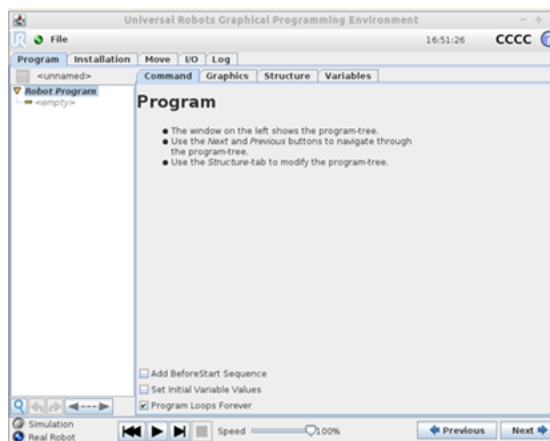 Universal Robots Graphical Programming Environment
File 16:51:26 CCCC
Program Installation Move I/O Log
<unnamed> Command Graphics Structure Variables
Robot Program
<empty>
Program
The window on the left shows the program-tree.
Use the Next and Previous buttons to navigate through
the program-tree.
Use the Structure-tab to modify the program-tree.
Add BeforeStart Sequence
Set Initial Variable Values
Program Loops Forever
Simulation
Real Robot
Speed 100%
Previous Next